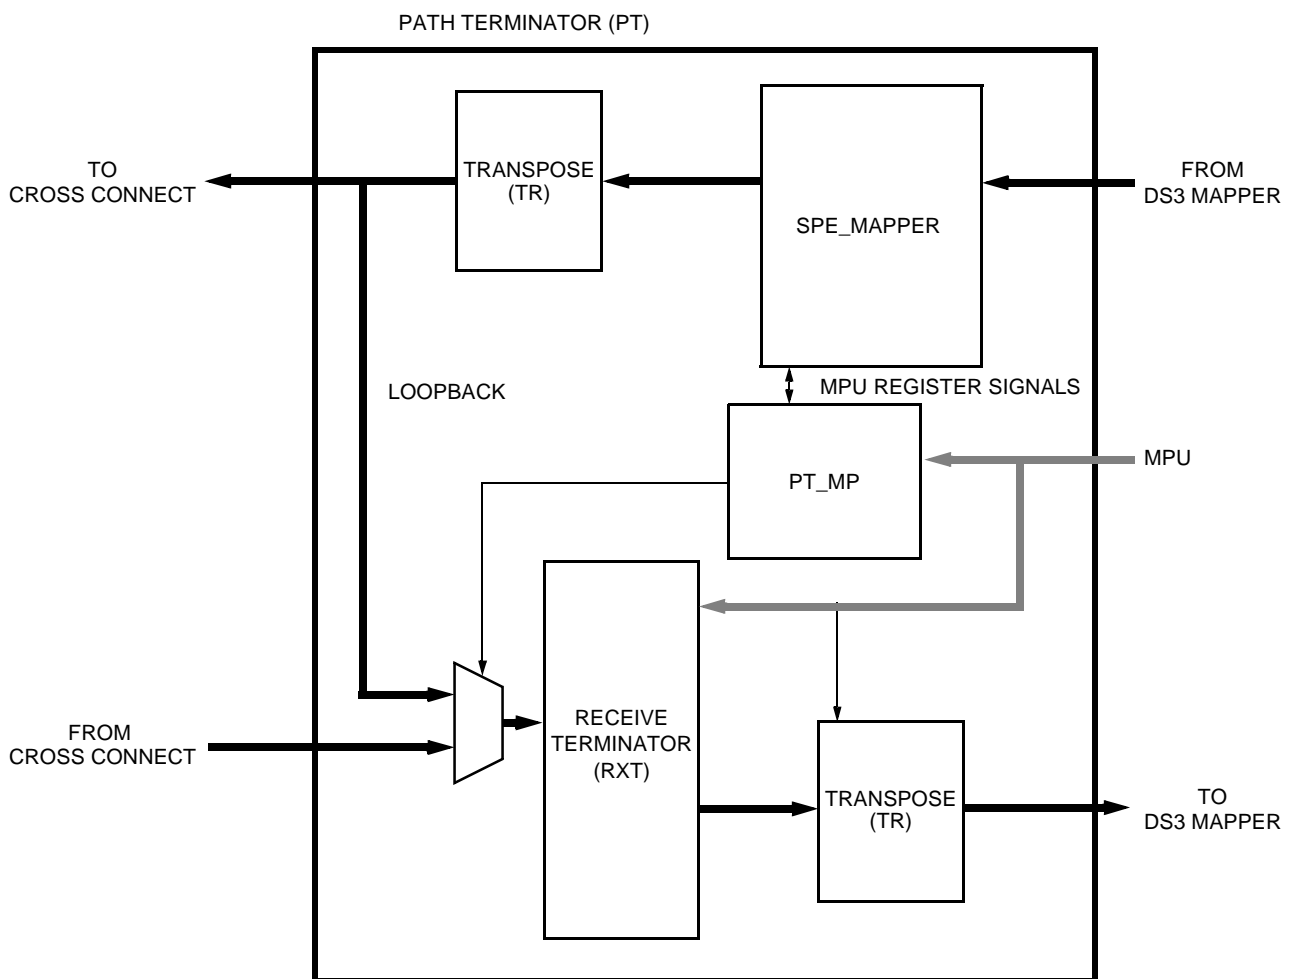 PATH TERMINATOR (PT)
TO
CROSS CONNECT
TRANSPOSE
(TR)
SPE_MAPPER
FROM
DS3 MAPPER
LOOPBACK
MPU REGISTER SIGNALS
PT_MP
MPU
FROM
CROSS CONNECT
RECEIVE
TERMINATOR
(RXT)
TRANSPOSE
(TR)
TO
DS3 MAPPER